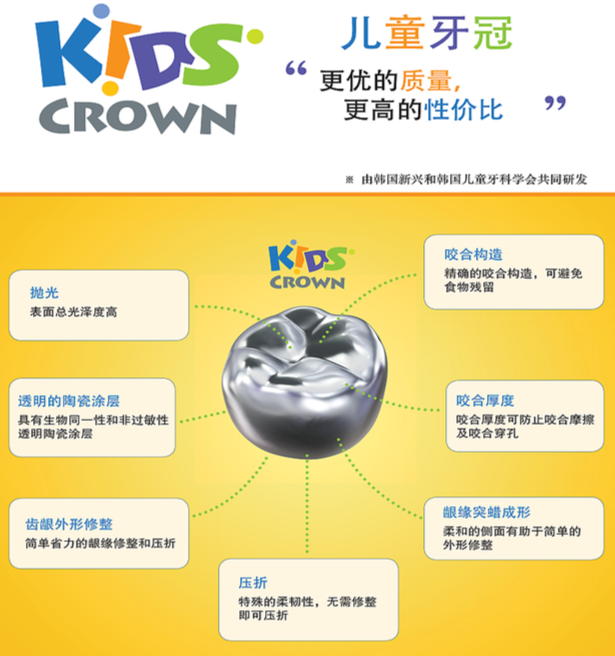 KiDS
CROWN
儿童牙冠
“ 更优的质量,
更高的性价比 ”
※ 由韩国新兴和韩国儿童牙科学会共同研发
KiDS
CROWN
咬合构造
精确的咬合构造，可避免
食物残留
抛光
表面总光泽度高
透明的陶瓷涂层
具有生物同一性和非过敏性
透明陶瓷涂层
咬合厚度
咬合厚度可防止咬合摩擦
及咬合穿孔
齿龈外形修整
简单省力的龈缘修整和压折
龈缘突蜡成形
柔和的侧面有助于简单的
外形修整
压折
特殊的柔韧性，无需修整
即可压折